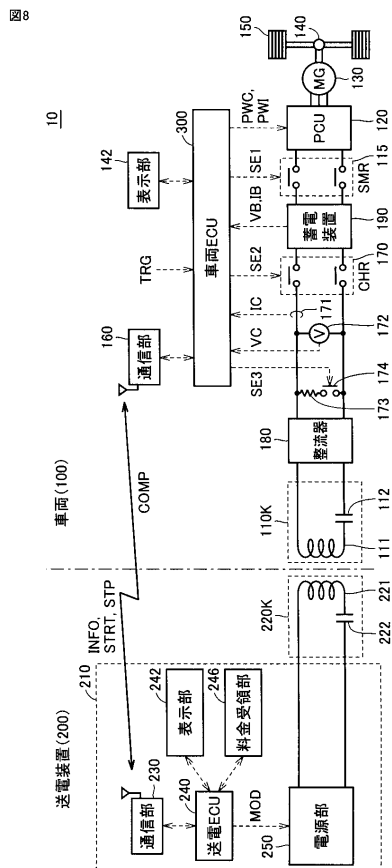 図8
10
送電装置(200)
車両(100)
210
INFO,
STRT, STP
COMP
通信部
230
表示部
242
料金受領部
246
送電ECU
240
MOD
電源部
250
220K
221
222
110K
111
112
通信部
160
TRG
表示部
142
車両ECU
300
SE3
VC
IC
SE2
VB,IB
SE1
PWC,
PWI
整流器
180
173
174
V
172
171
CHR
170
蓄電
装置
190
SMR
115
PCU
120
MG
130
140
150